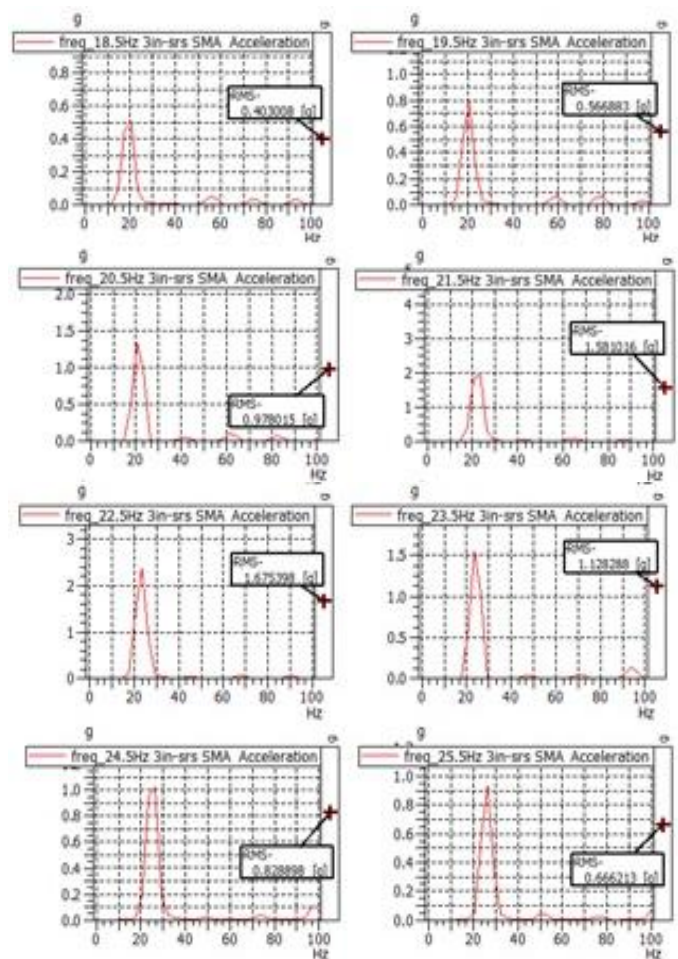 g
g
freq_18.5Hz 3in-srs SMA Acceleration
0.8
0.6
0.4
0.2
0.0
RMS-
0.403008 [g]
0 20 40 60 80 100
Hz
g
g
freq_19.5Hz 3in-srs SMA Acceleration
1.0
0.8
0.6
0.4
0.2
0.0
RMS-
0.566883 [g]
0 20 40 60 80 100
Hz
g
g
freq_20.5Hz 3in-srs SMA Acceleration
2.0
1.5
1.0
0.5
0.0
RMS-
0.978015 [g]
0 20 40 60 80 100
Hz
g
g
freq_21.5Hz 3in-srs SMA Acceleration
4
3
2
1
0
RMS-
1.581016 [g]
0 20 40 60 80 100
Hz
g
g
freq_22.5Hz 3in-srs SMA Acceleration
3
2
1
0
RMS-
1.675398 [g]
0 20 40 60 80 100
Hz
g
g
freq_23.5Hz 3in-srs SMA Acceleration
1.5
1.0
0.5
0.0
RMS-
1.128288 [g]
0 20 40 60 80 100
Hz
g
g
freq_24.5Hz 3in-srs SMA Acceleration
1.0
0.8
0.6
0.4
0.2
0.0
RMS-
0.828898 [g]
0 20 40 60 80 100
Hz
g
g
freq_25.5Hz 3in-srs SMA Acceleration
1.0
0.8
0.6
0.4
0.2
0.0
RMS-
0.666213 [g]
0 20 40 60 80 100
Hz